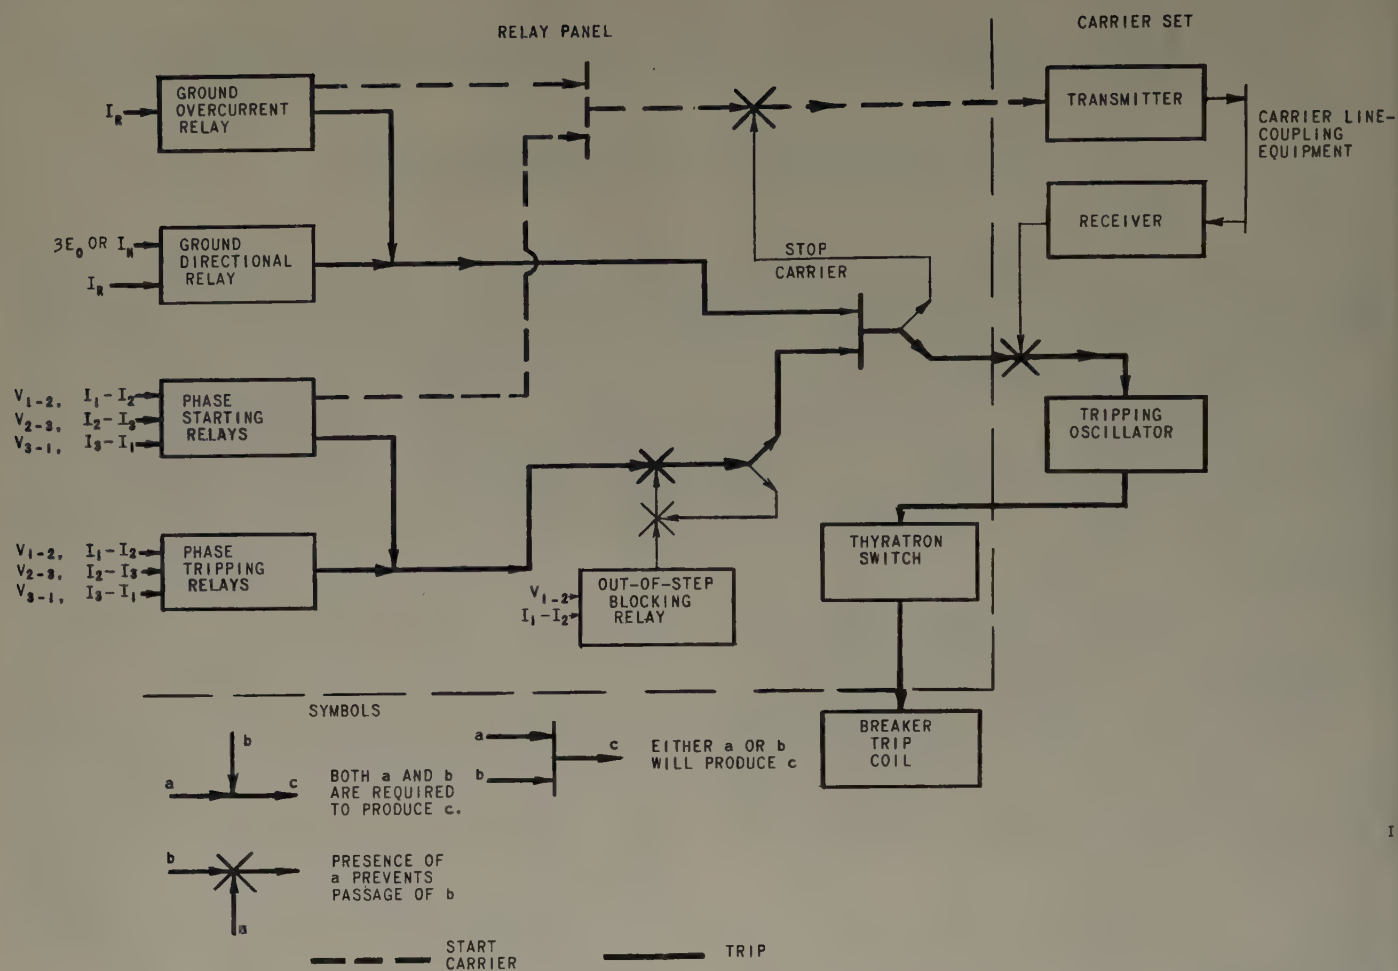 RELAY PANEL
CARRIER SET
GROUND
OVERCURRENT
RELAY
I_R
TRANSMITTER
CARRIER LINE-
COUPLING
EQUIPMENT
RECEIVER
3E_0 OR I_N
I_R
GROUND
DIRECTIONAL
RELAY
STOP
CARRIER
V_1-2, I_1-I_2
V_2-3, I_2-I_3
V_3-1, I_3-I_1
PHASE
STARTING
RELAYS
TRIPPING
OSCILLATOR
V_1-2, I_1-I_2
V_2-3, I_2-I_3
V_3-1, I_3-I_1
PHASE
TRIPPING
RELAYS
V_1-2
I_1-I_2
OUT-OF-STEP
BLOCKING
RELAY
THYRATRON
SWITCH
BREAKER
TRIP
COIL
SYMBOLS
b
a
c
BOTH a AND b
ARE REQUIRED
TO PRODUCE c.
a
b
c
EITHER a OR b
WILL PRODUCE c
b
a
PRESENCE OF
a PREVENTS
PASSAGE OF b
START
CARRIER
TRIP
I